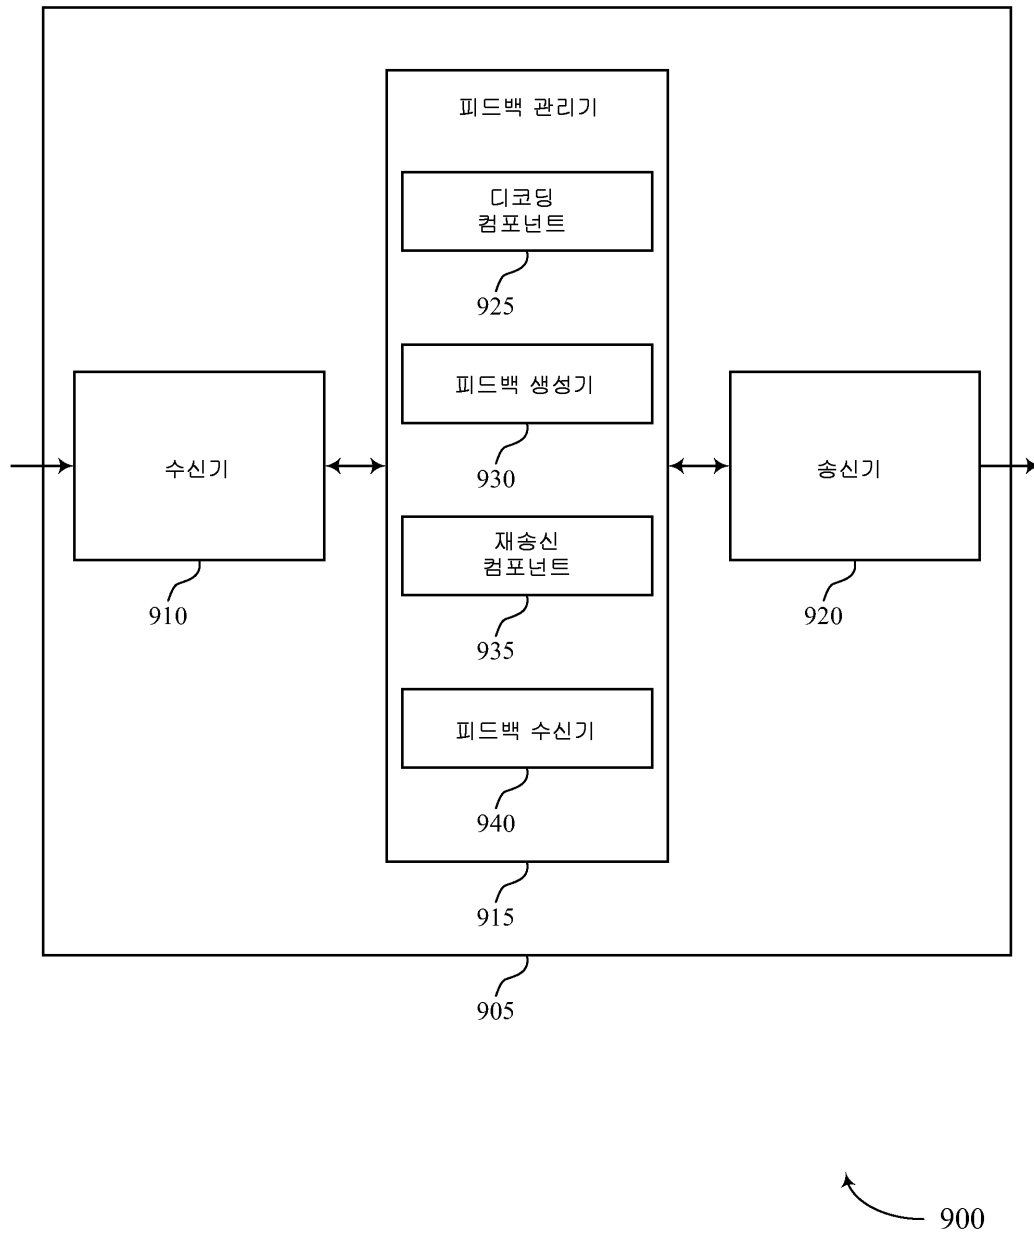 피드백 관리기
디코딩
컴포넌트
925
피드백 생성기
930
수신기
910
송신기
920
재송신
컴포넌트
935
피드백 수신기
940
915
905
900